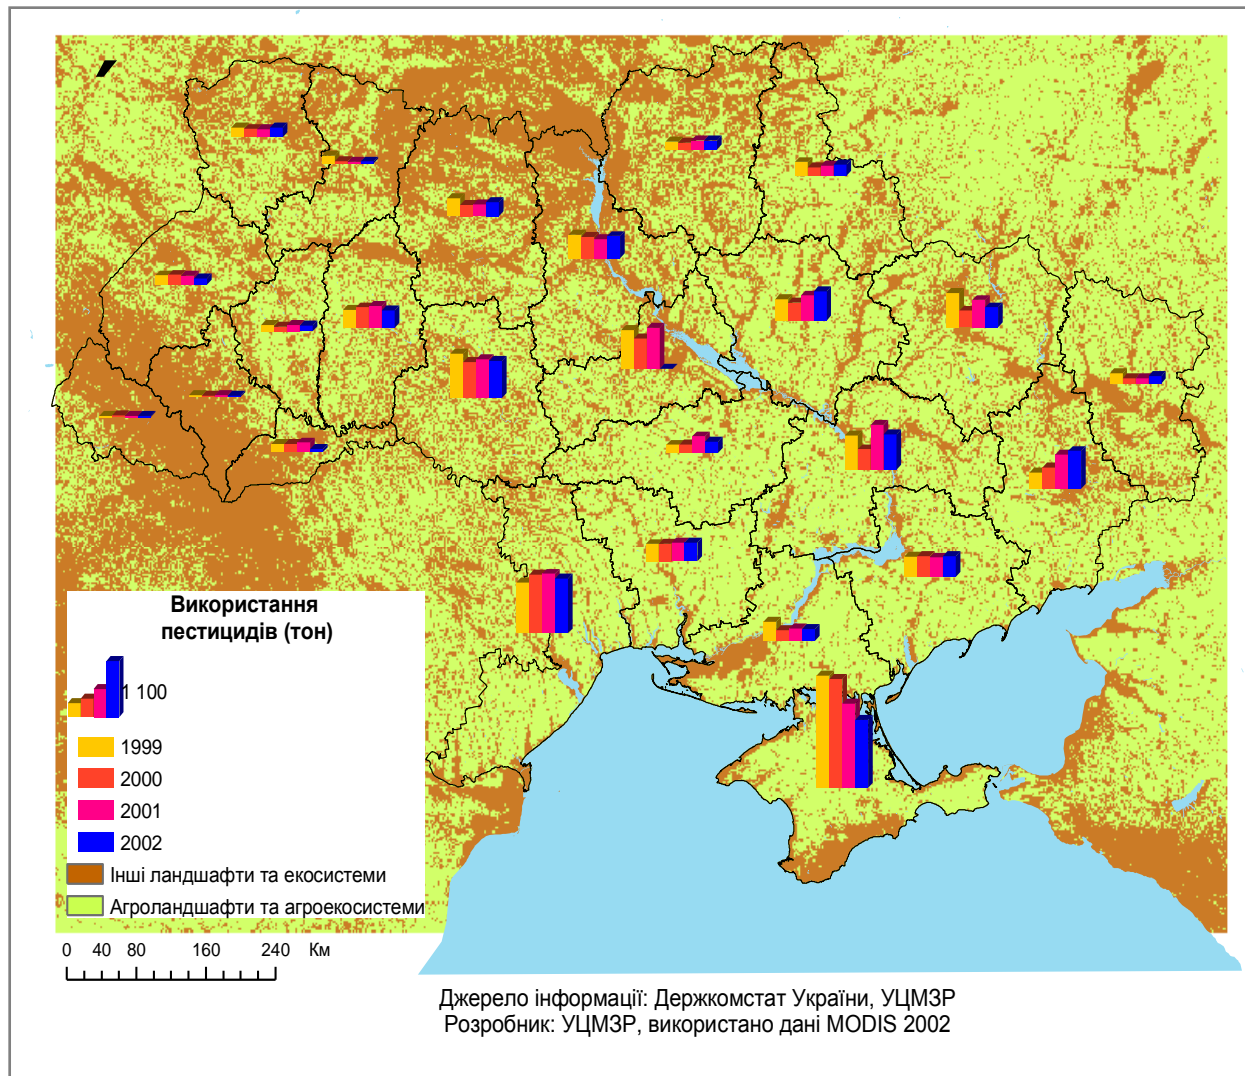 Використання
пестицидів (тон)
1 100
1999
2000
2001
2002
Інші ландшафти та екосистеми
Агроландшафти та агроекосистеми
0 40 80 160 240 Км
Джерело інформації: Держкомстат України, УЦМЗР
Розробник: УЦМЗР, використано дані MODIS 2002